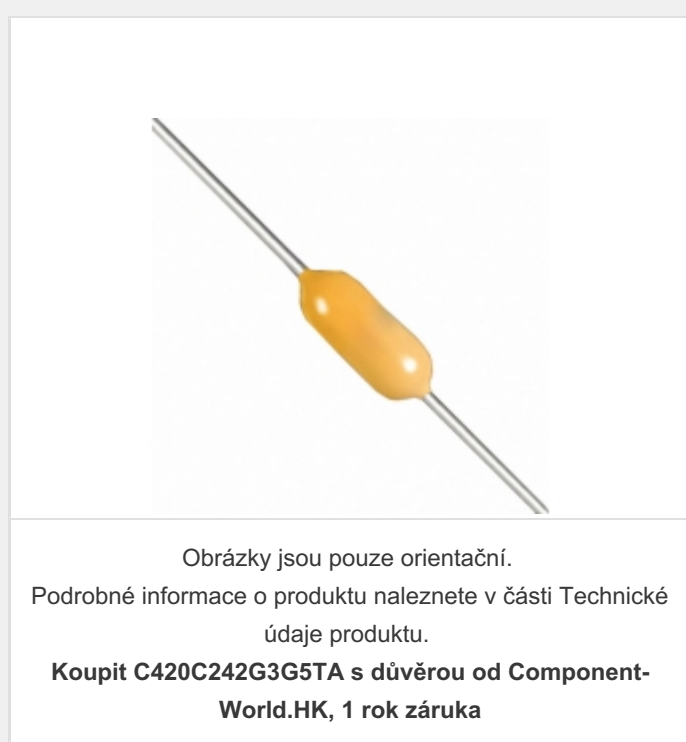 Obrázky jsou pouze orientační.
Podrobné informace o produktu naleznete v části Technické
údaje produktu.
Koupit C420C242G3G5TA s důvěrou od Component-
World.HK, 1 rok záruka